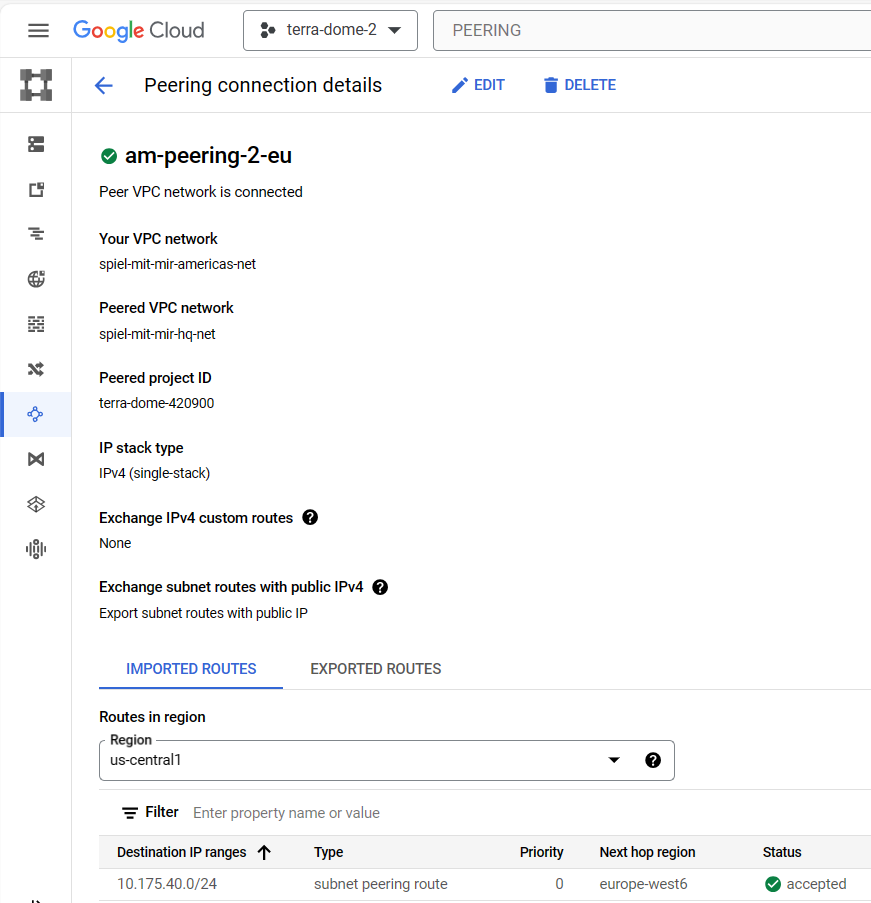 Google Cloud
terra-dome-2
PEERING
Peering connection details
EDIT
DELETE
am-peering-2-eu
Peer VPC network is connected
Your VPC network
spiel-mit-mir-americas-net
Peered VPC network
spiel-mit-mir-hq-net
Peered project ID
terra-dome-420900
IP stack type
IPv4 (single-stack)
Exchange IPv4 custom routes
None
Exchange subnet routes with public IPv4
Export subnet routes with public IP
IMPORTED ROUTES
EXPORTED ROUTES
Routes in region
Region
us-central1
Filter Enter property name or value
Destination IP ranges Type Priority Next hop region Status
10.175.40.0/24 subnet peering route 0 europe-west6 accepted